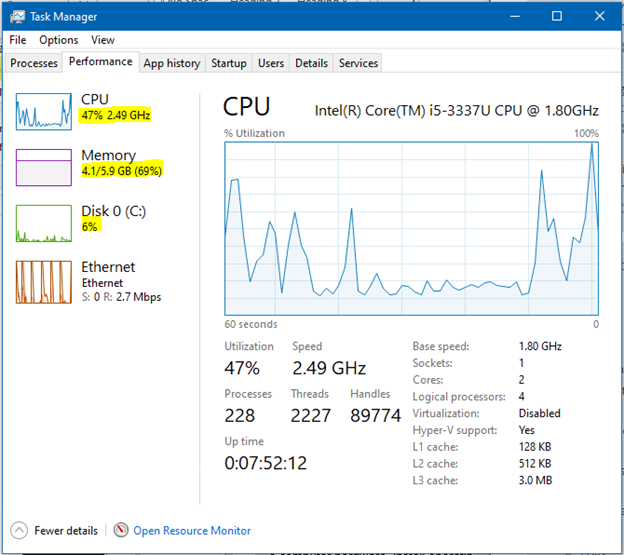 Task Manager
File Options View
Processes Performance App history Startup Users Details Services
CPU
47% 2.49 GHz
Memory
4.1/5.9 GB (69%)
Disk 0 (C:)
6%
Ethernet
Ethernet
S: 0 R: 2.7 Mbps
CPU Intel(R) Core(TM) i5-3337U CPU @ 1.80GHz
% Utilization 100%
60 seconds 0
Utilization Speed
47% 2.49 GHz
Processes Threads Handles
228 2227 89774
Up time
0:07:52:12
Base speed: 1.80 GHz
Sockets: 1
Cores: 2
Logical processors: 4
Virtualization: Disabled
Hyper-V support: Yes
L1 cache: 128 KB
L2 cache: 512 KB
L3 cache: 3.0 MB
Fewer details Open Resource Monitor